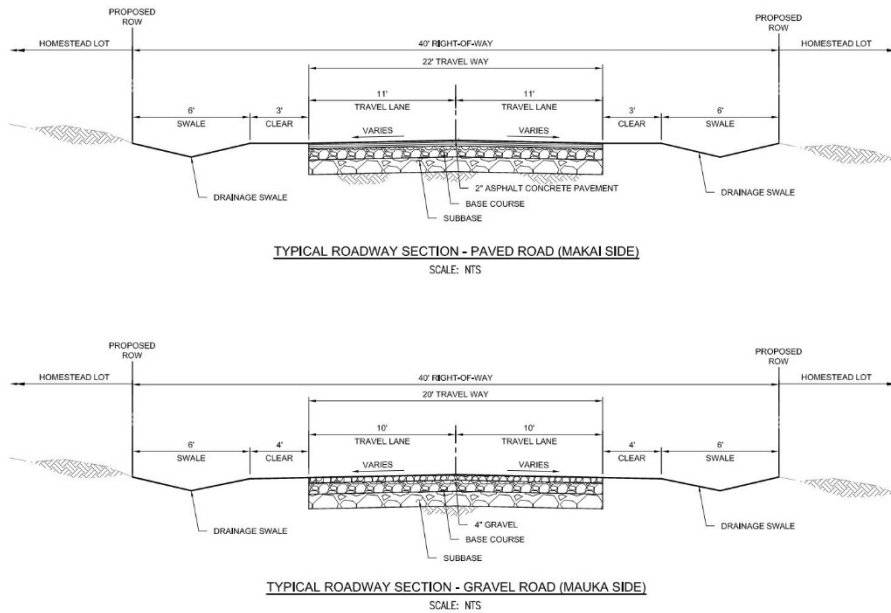 PROPOSED
ROW
PROPOSED
ROW
HOMESTEAD LOT
40' RIGHT-OF-WAY
HOMESTEAD LOT
22' TRAVEL WAY
6'
SWALE
3'
CLEAR
11'
TRAVEL LANE
11'
TRAVEL LANE
3'
CLEAR
6'
SWALE
VARIES
VARIES
DRAINAGE SWALE
2" ASPHALT CONCRETE PAVEMENT
BASE COURSE
SUBBASE
DRAINAGE SWALE
TYPICAL ROADWAY SECTION - PAVED ROAD (MAKAI SIDE)
SCALE: NTS
PROPOSED
ROW
PROPOSED
ROW
HOMESTEAD LOT
40' RIGHT-OF-WAY
HOMESTEAD LOT
20' TRAVEL WAY
6'
SWALE
4'
CLEAR
10'
TRAVEL LANE
10'
TRAVEL LANE
4'
CLEAR
6'
SWALE
VARIES
VARIES
DRAINAGE SWALE
4" GRAVEL
BASE COURSE
SUBBASE
DRAINAGE SWALE
TYPICAL ROADWAY SECTION - GRAVEL ROAD (MAUKA SIDE)
SCALE: NTS